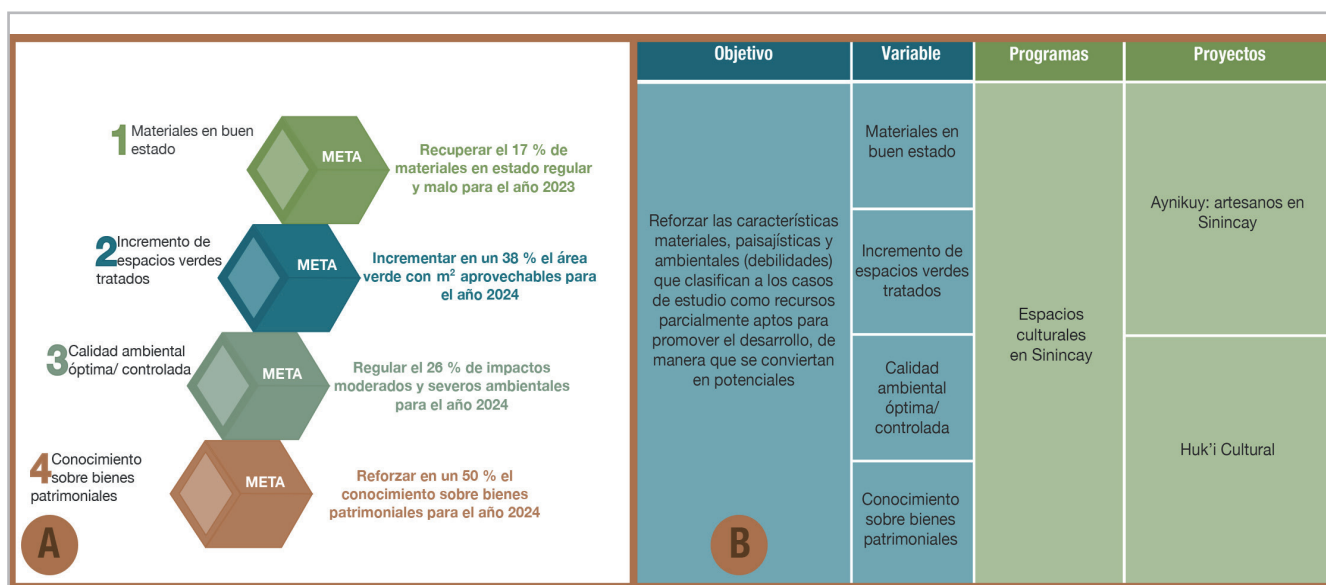 1 Materiales en buen
estado
META
Recuperar el 17 % de
materiales en estado regular
y malo para el año 2023
2 Incremento de
espacios verdes
tratados
META
Incrementar en un 38 % el área
verde con m² aprovechables para
el año 2024
3 Calidad ambiental
óptima/ controlada
META
Regular el 26 % de impactos
moderados y severos ambientales
para el año 2024
4 Conocimiento
sobre bienes
patrimoniales
META
Reforzar en un 50 % el
conocimiento sobre bienes
patrimoniales para el año 2024
A
Objetivo
Variable
Programas
Proyectos
Reforzar las características
materiales, paisajísticas y
ambientales (debilidades)
que clasifican a los casos
de estudio como recursos
parcialmente aptos para
promover el desarrollo, de
manera que se conviertan
en potenciales
Materiales en
buen estado
Incremento de
espacios verdes
tratados
Calidad
ambiental
óptima/
controlada
Conocimiento
sobre bienes
patrimoniales
Espacios
culturales
en Sinincay
Aynikuy: artesanos en
Sinincay
Huk’i Cultural
B